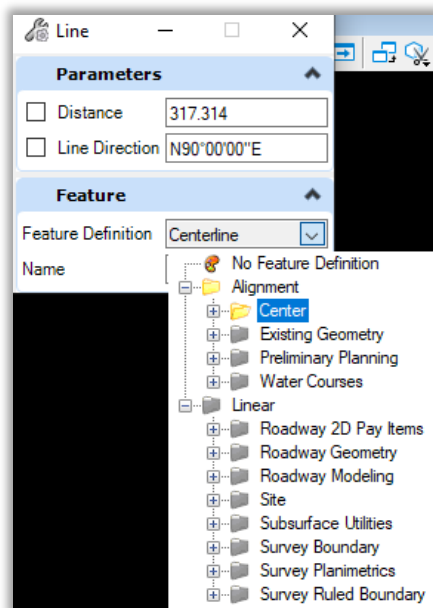 Line
Parameters
Distance 317.314
Line Direction N90°00'00"E
Feature
Feature Definition Centerline
Name
No Feature Definition
Alignment
Center
Existing Geometry
Preliminary Planning
Water Courses
Linear
Roadway 2D Pay Items
Roadway Geometry
Roadway Modeling
Site
Subsurface Utilities
Survey Boundary
Survey Planimetrics
Survey Ruled Boundary